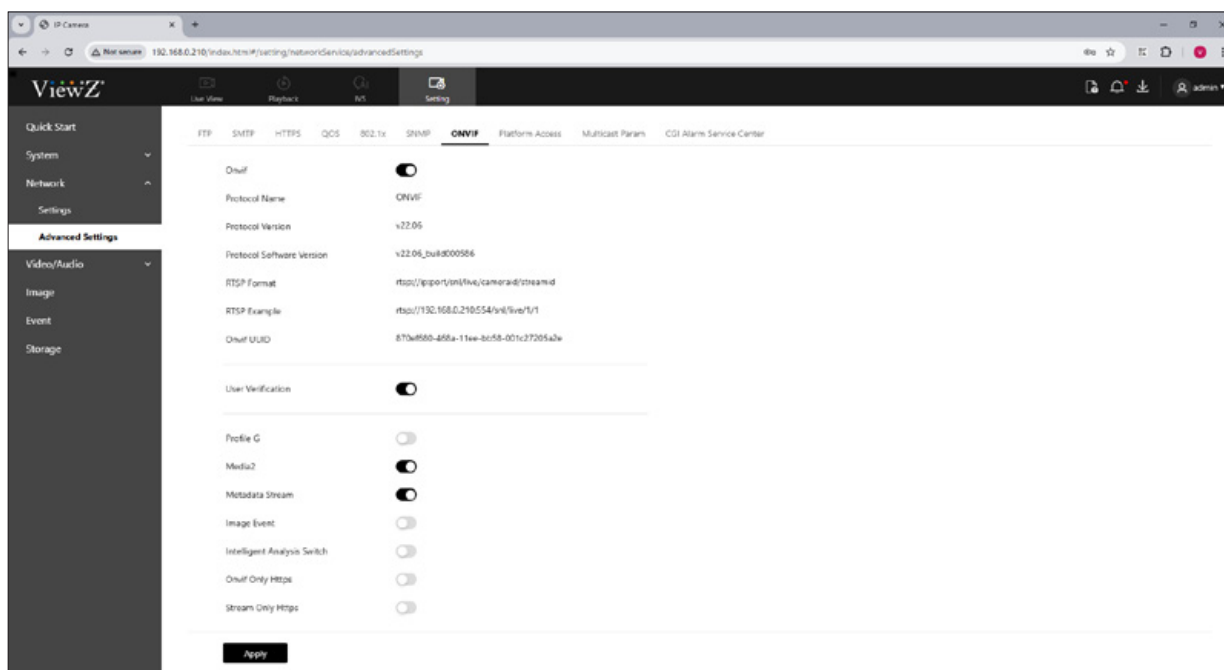 IP Camera
Not secure 192.168.0.210/index.html#/setting/networkService/advancedSettings
ViewZ
Live View Playback IVS Setting
admin
Quick Start
System
Network
Settings
Advanced Settings
Video/Audio
Image
Event
Storage
FTP SMTP HTTPS QOS 802.1x SNMP ONVIF Platform Access Multicast Param CGI Alarm Service Center
Onvif
Protocol Name ONVIF
Protocol Version v22.06
Protocol Software Version v22.06_build000586
RTSP Format rtsp://ip:port/snl/live/cameraid/streamid
RTSP Example rtsp://192.168.0.210:554/snl/live/1/1
Onvif UUID
User Verification
Profile G
Media2
Metadata Stream
Image Event
Intelligent Analysis Switch
Onvif Only Https
Stream Only Https
Apply